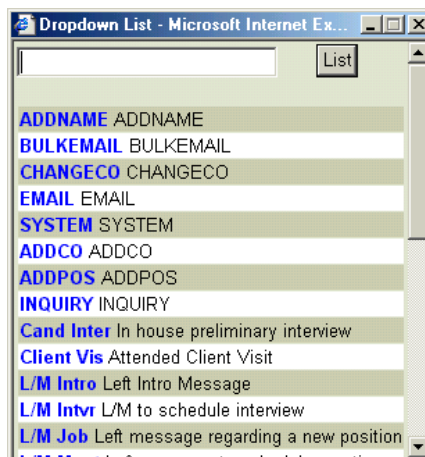 Dropdown List - Microsoft Internet Ex...
List
ADDNAME ADDNAME
BULKEMAIL BULKEMAIL
CHANGECO CHANGECO
EMAIL EMAIL
SYSTEM SYSTEM
ADDCO ADDCO
ADDPOS ADDPOS
INQUIRY INQUIRY
Cand Inter In house preliminary interview
Client Vis Attended Client Visit
L/M Intro Left Intro Message
L/M Intvr L/M to schedule interview
L/M Job Left message regarding a new position